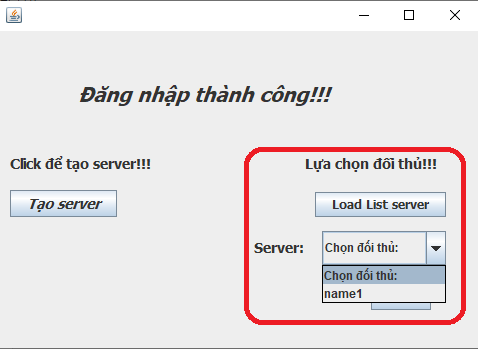 Đăng nhập thành công!!!
Click để tạo server!!!
Lựa chọn đối thủ!!!
Tạo server
Load List server
Server:
Chọn đối thủ:
Chọn đối thủ:
name1